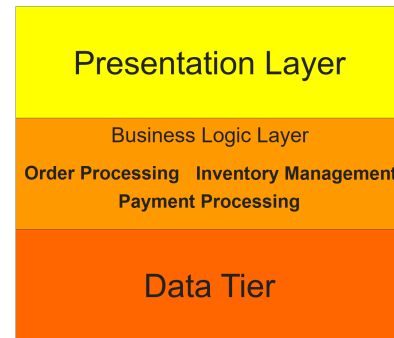 Presentation Layer
Business Logic Layer
Order Processing Inventory Management
Payment Processing
Data Tier